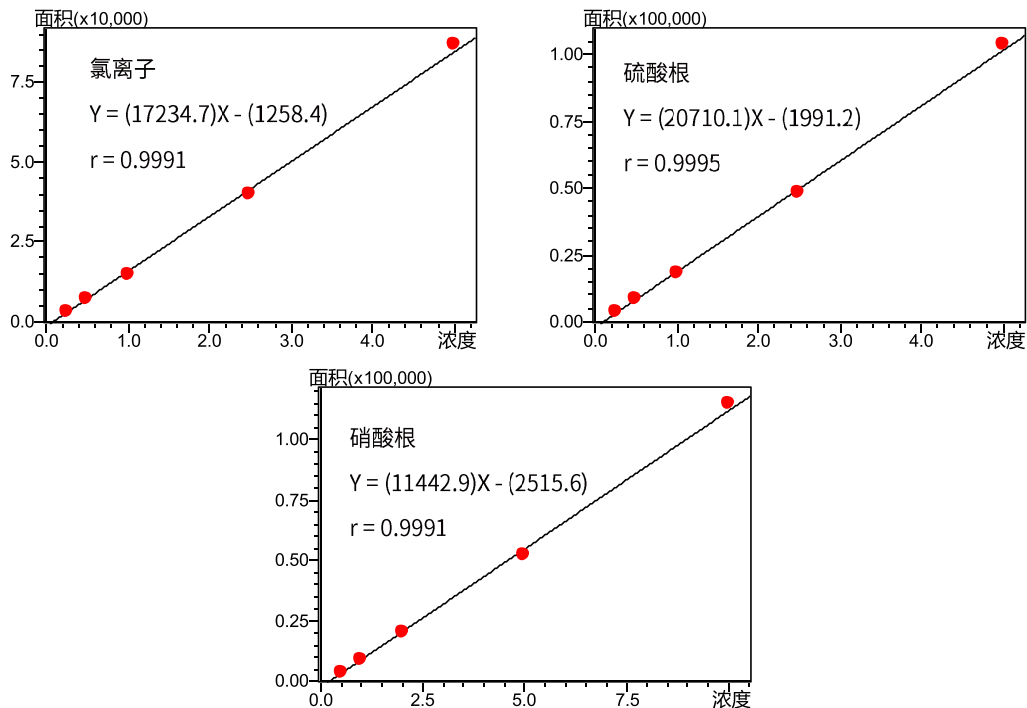 面积(x10,000)
氯离子
Y = (17234.7)X - (1258.4)
r = 0.9991
7.5
5.0
2.5
0.0
0.0 1.0 2.0 3.0 4.0 浓度
面积(x100,000)
硫酸根
Y = (20710.1)X - (1991.2)
r = 0.9995
1.00
0.75
0.50
0.25
0.00
0.0 1.0 2.0 3.0 4.0 浓度
面积(x100,000)
硝酸根
Y = (11442.9)X - (2515.6)
r = 0.9991
1.00
0.75
0.50
0.25
0.00
0.0 2.5 5.0 7.5 浓度